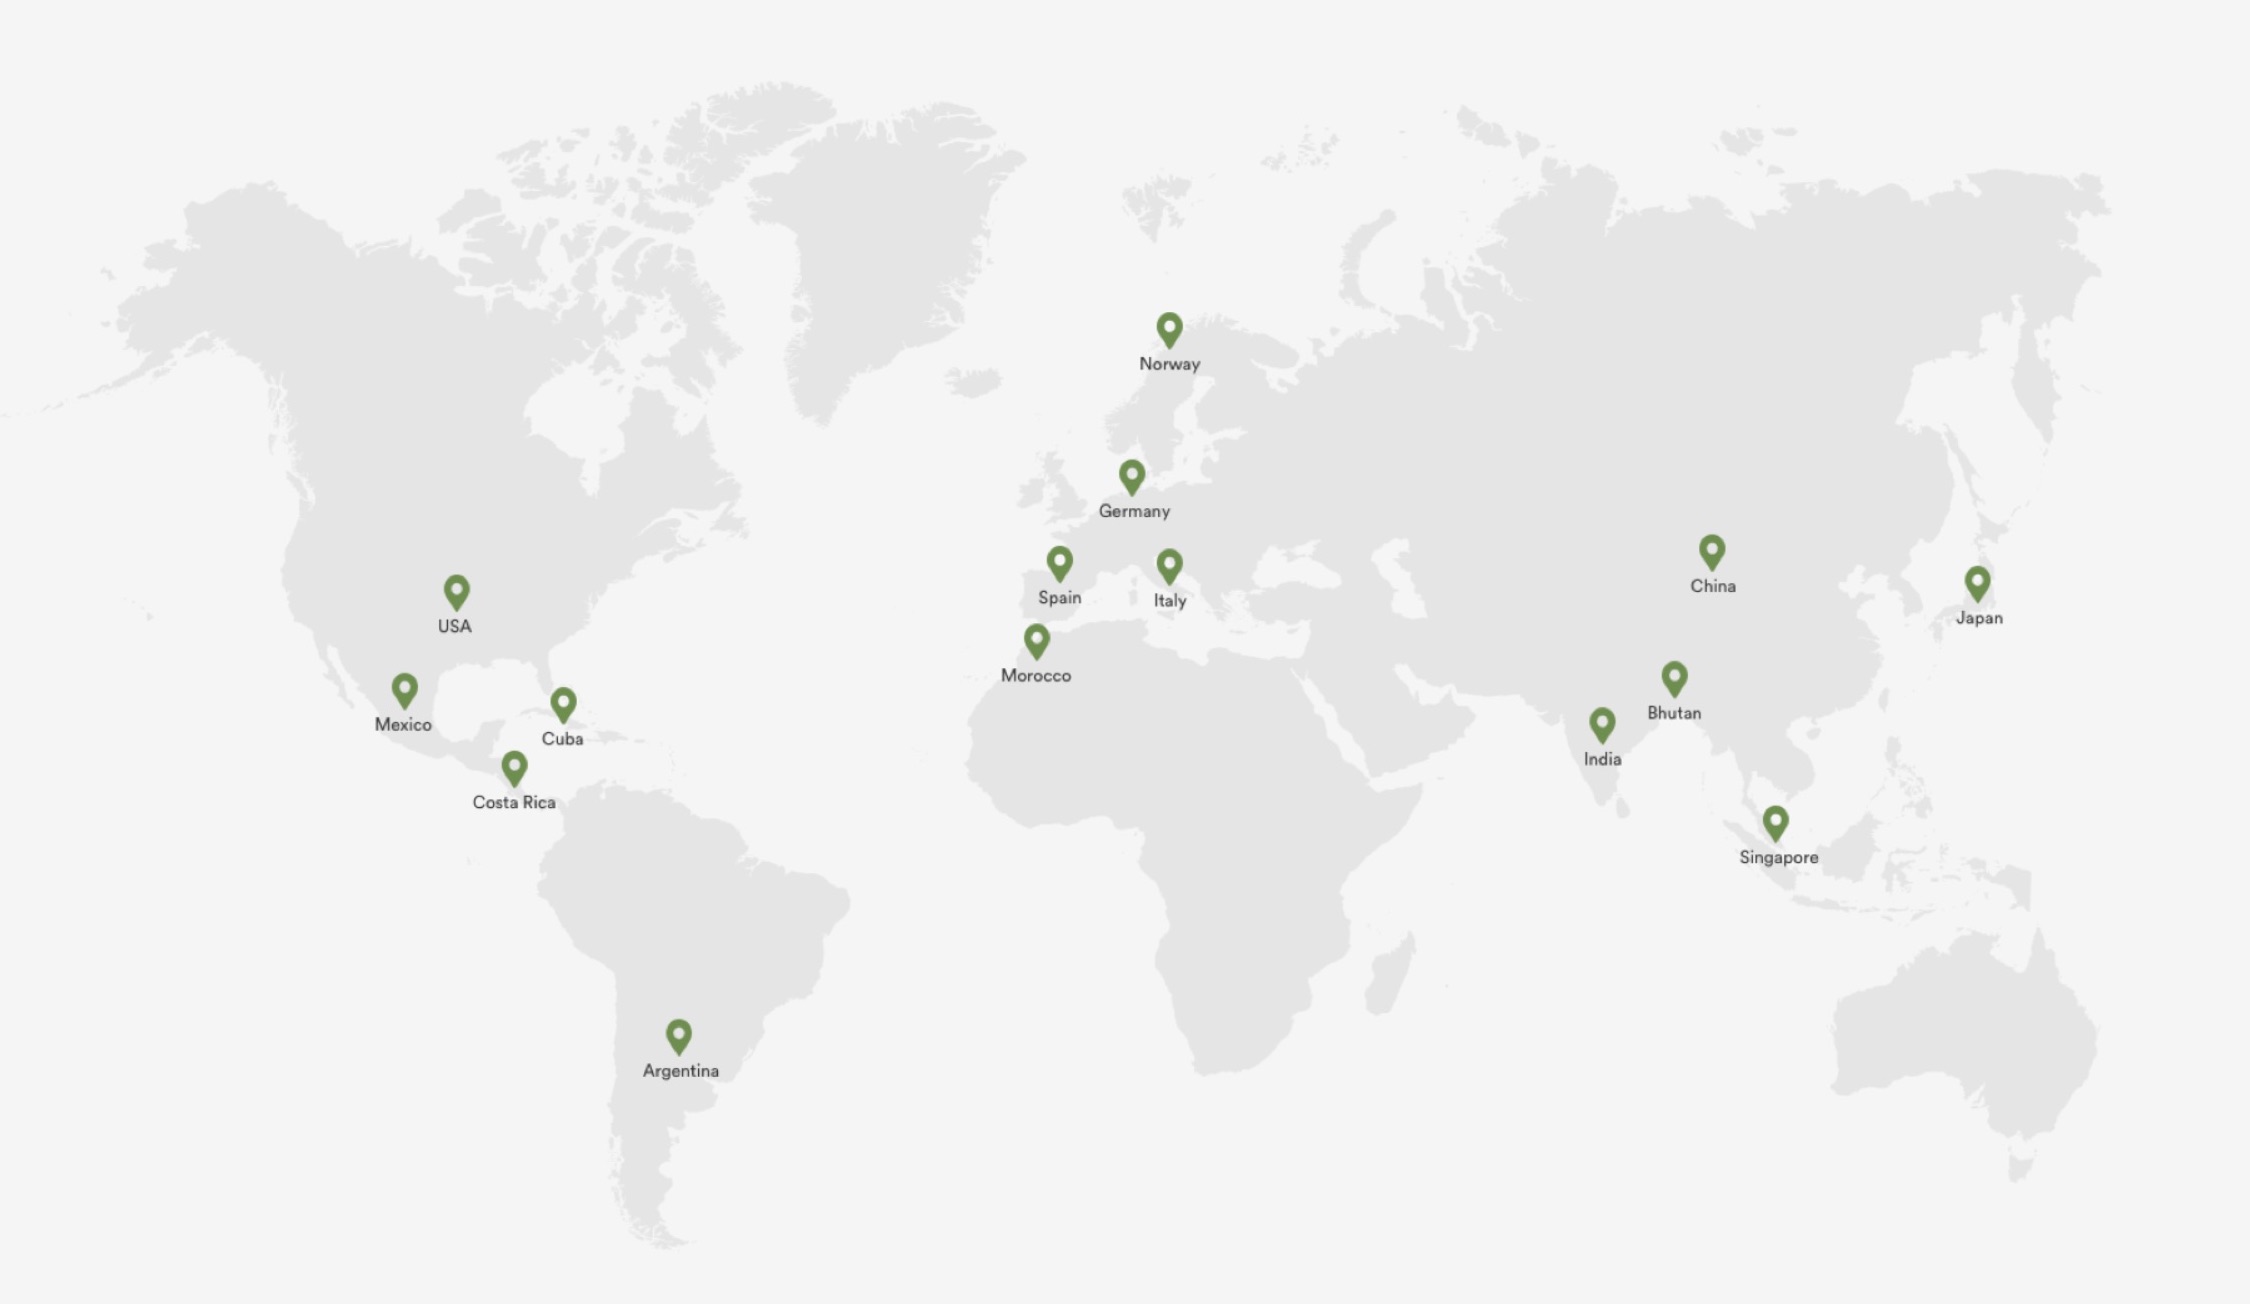 Norway
Germany
Spain
Italy
China
Japan
USA
Morocco
Mexico
Cuba
Bhutan
India
Costa Rica
Singapore
Argentina